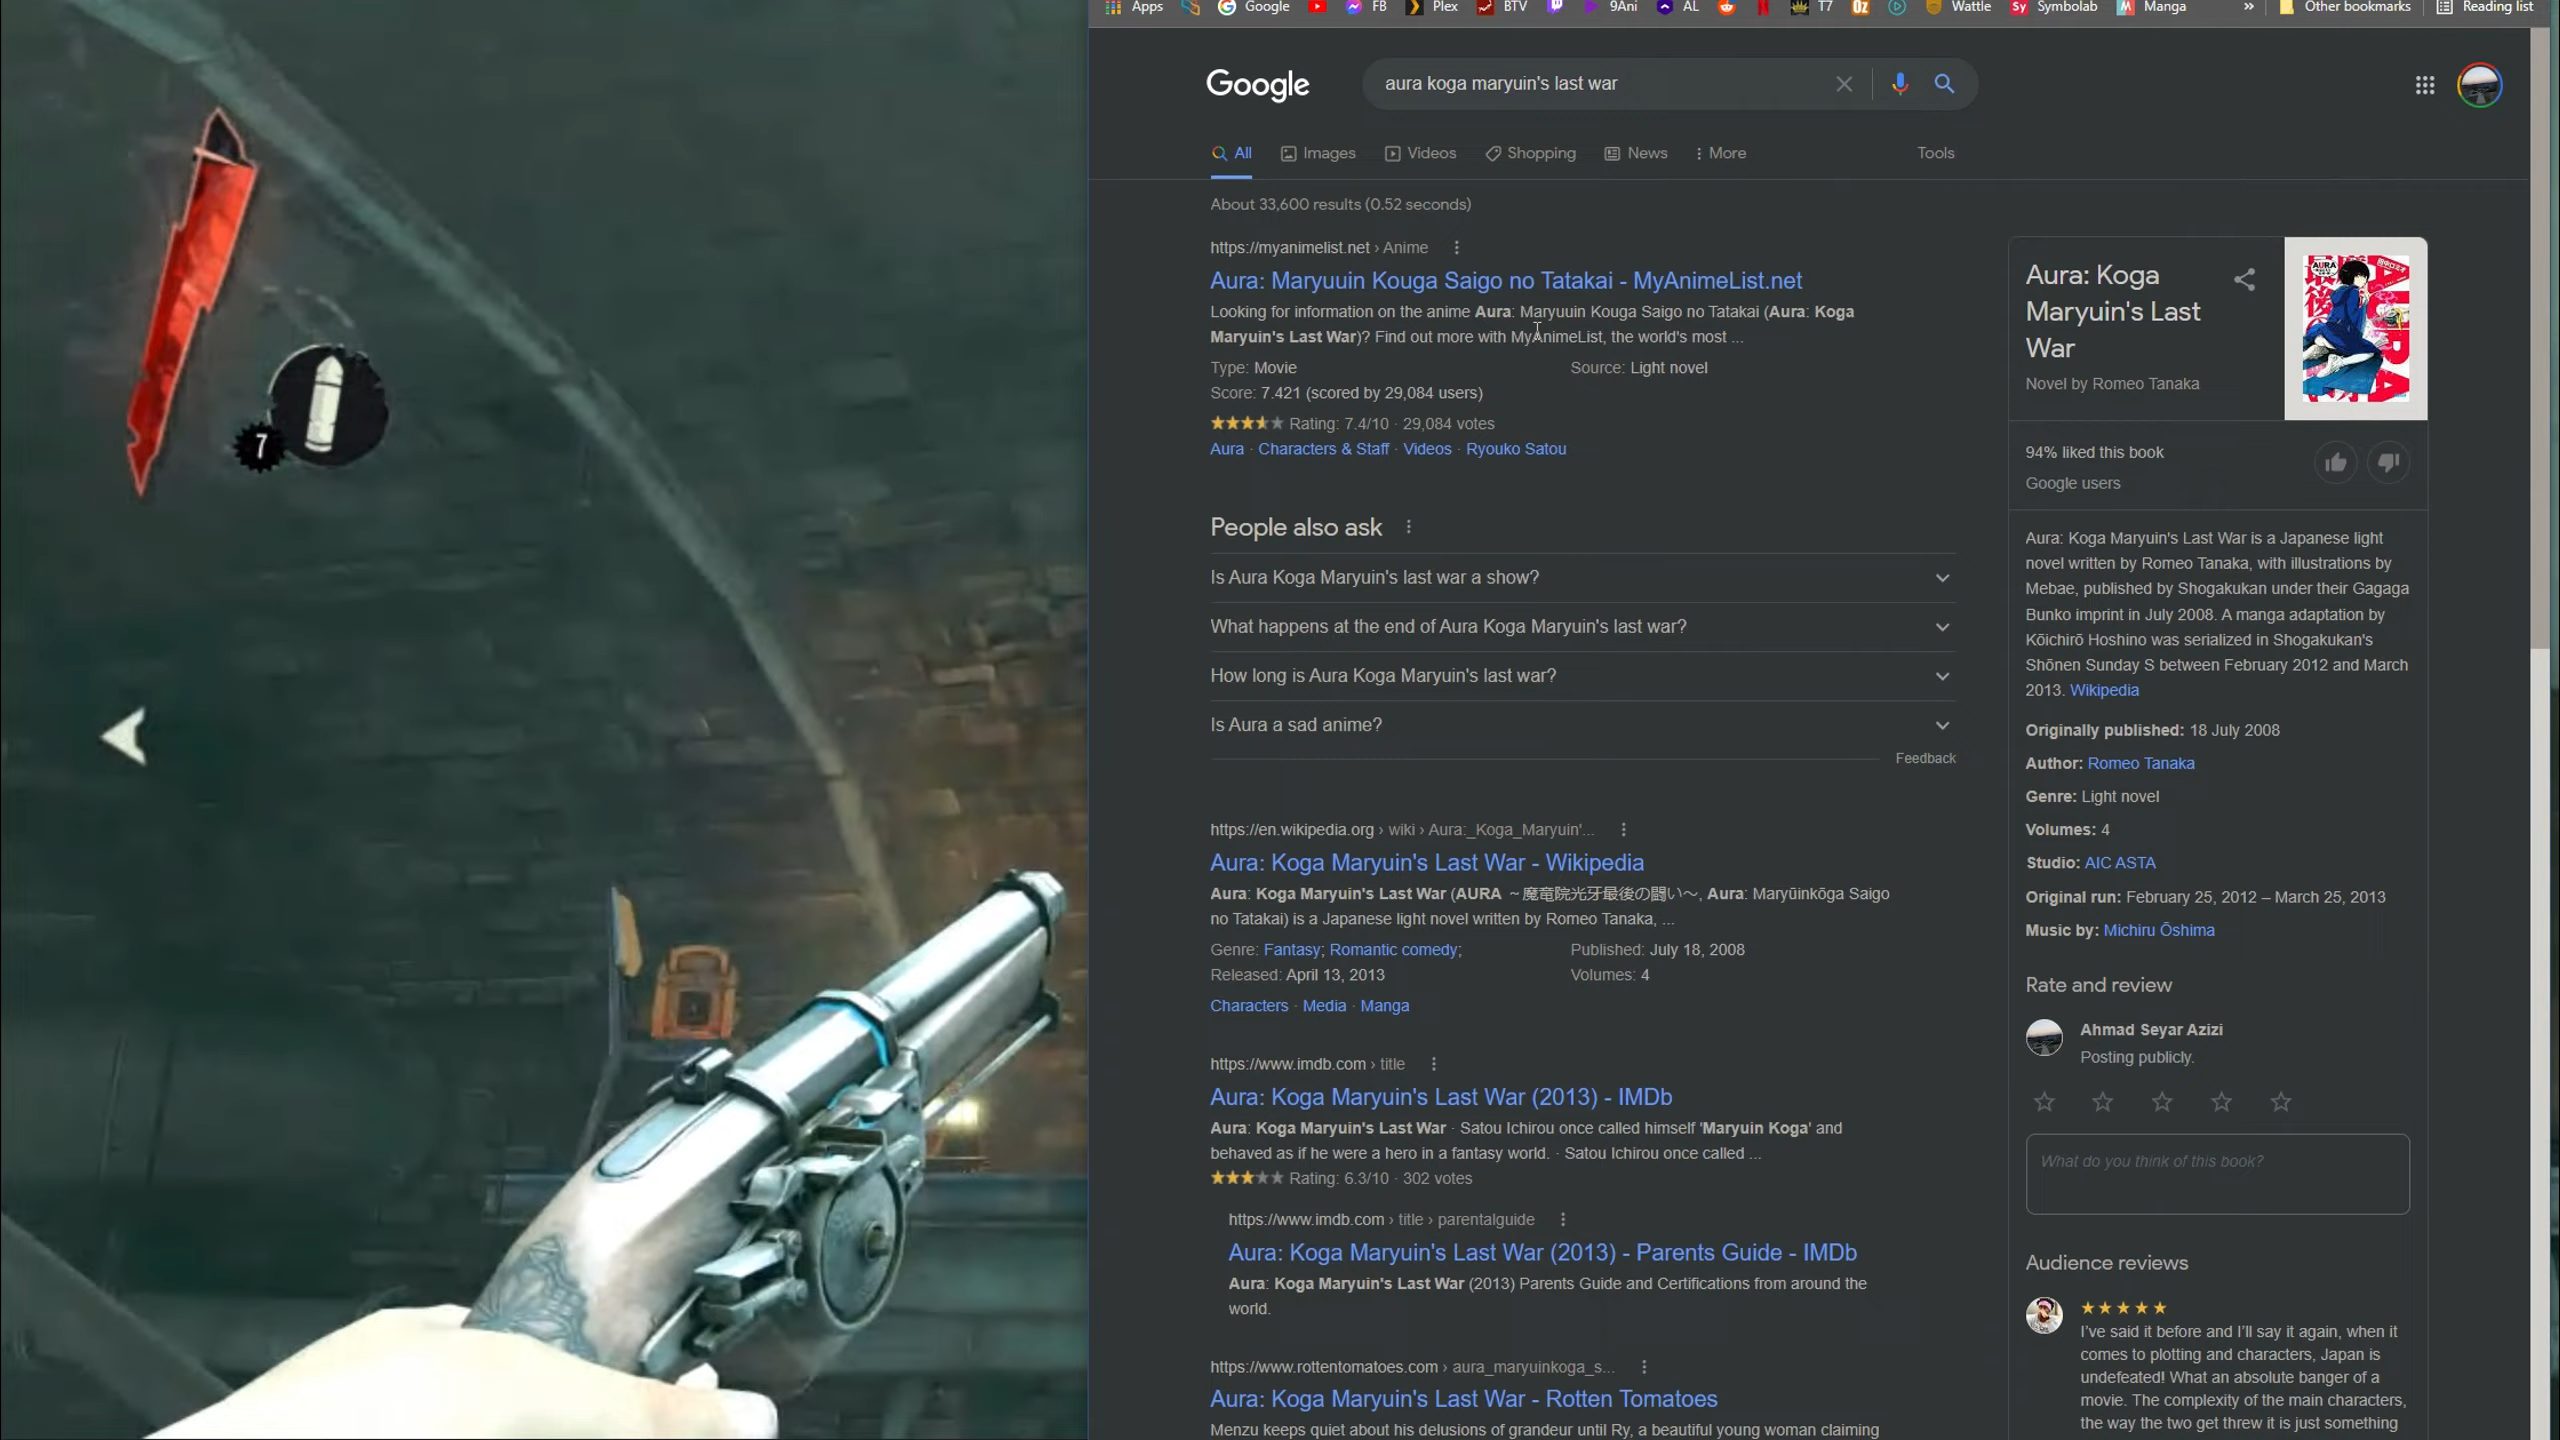 7
Apps Google FB Plex BTV 9Ani AL T7 Wattle Symbolab Manga » Other bookmarks Reading list
Google aura koga maryuin's last war
All Images Videos Shopping News More Tools
About 33,600 results (0.52 seconds)
https://myanimelist.net › Anime
Aura: Maryuuin Kouga Saigo no Tatakai - MyAnimeList.net
Looking for information on the anime Aura: Maryuuin Kouga Saigo no Tatakai (Aura: Koga
Maryuin's Last War)? Find out more with MyAnimeList, the world's most ...
Type: Movie Source: Light novel
Score: 7.421 (scored by 29,084 users)
Rating: 7.4/10 · 29,084 votes
Aura · Characters & Staff · Videos · Ryouko Satou
People also ask
Is Aura Koga Maryuin's last war a show?
What happens at the end of Aura Koga Maryuin's last war?
How long is Aura Koga Maryuin's last war?
Is Aura a sad anime?
Feedback
https://en.wikipedia.org › wiki › Aura:_Koga_Maryuin'...
Aura: Koga Maryuin's Last War - Wikipedia
Aura: Koga Maryuin's Last War (AURA ～魔竜院光牙最後の闘い～, Aura: Maryūinkōga Saigo
no Tatakai) is a Japanese light novel written by Romeo Tanaka, ...
Genre: Fantasy; Romantic comedy; Published: July 18, 2008
Released: April 13, 2013 Volumes: 4
Characters · Media · Manga
https://www.imdb.com › title
Aura: Koga Maryuin's Last War (2013) - IMDb
Aura: Koga Maryuin's Last War · Satou Ichirou once called himself 'Maryuin Koga' and
behaved as if he were a hero in a fantasy world. · Satou Ichirou once called ...
Rating: 6.3/10 · 302 votes
https://www.imdb.com › title › parentalguide
Aura: Koga Maryuin's Last War (2013) - Parents Guide - IMDb
Aura: Koga Maryuin's Last War (2013) Parents Guide and Certifications from around the
world.
https://www.rottentomatoes.com › aura_maryuinkoga_s...
Aura: Koga Maryuin's Last War - Rotten Tomatoes
Menzu keeps quiet about his delusions of grandeur until Ry, a beautiful young woman claiming
Aura: Koga
Maryuin's Last
War
Novel by Romeo Tanaka
AURA
94% liked this book
Google users
Aura: Koga Maryuin's Last War is a Japanese light
novel written by Romeo Tanaka, with illustrations by
Mebae, published by Shogakukan under their Gagaga
Bunko imprint in July 2008. A manga adaptation by
Kōichirō Hoshino was serialized in Shogakukan's
Shōnen Sunday S between February 2012 and March
2013. Wikipedia
Originally published: 18 July 2008
Author: Romeo Tanaka
Genre: Light novel
Volumes: 4
Studio: AIC ASTA
Original run: February 25, 2012 – March 25, 2013
Music by: Michiru Ōshima
Rate and review
Ahmad Seyar Azizi
Posting publicly.
What do you think of this book?
Audience reviews
I've said it before and I'll say it again, when it
comes to plotting and characters, Japan is
undefeated! What an absolute banger of a
movie. The complexity of the main characters,
the way the two get threw it is just something